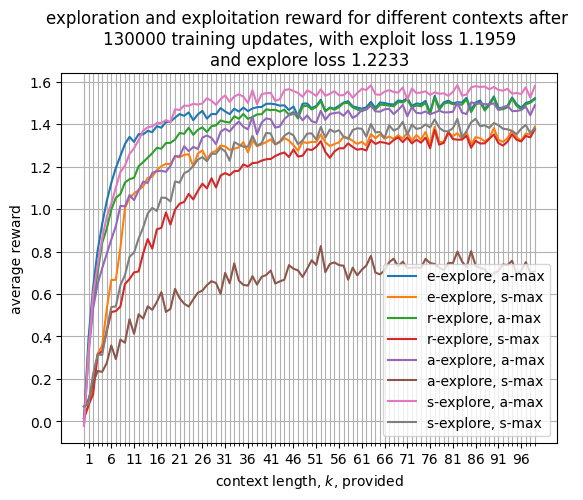 exploration and exploitation reward for different contexts after
130000 training updates, with exploit loss 1.1959
and explore loss 1.2233
1.6
1.4
1.2
1.0
0.8
0.6
0.4
0.2
0.0
average reward
e-explore, a-max
e-explore, s-max
r-explore, a-max
r-explore, s-max
a-explore, a-max
a-explore, s-max
s-explore, a-max
s-explore, s-max
1 6 11 16 21 26 31 36 41 46 51 56 61 66 71 76 81 86 91 96
context length, k, provided